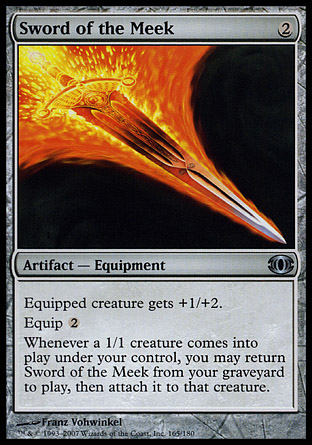 Sword of the Meek 2
Artifact — Equipment
Equipped creature gets +1/+2.
Equip 2
Whenever a 1/1 creature comes into
play under your control, you may return
Sword of the Meek from your graveyard
to play, then attach it to that creature.
Franz Vohwinkel
™ & © 1993–2007 Wizards of the Coast, Inc. 165/180